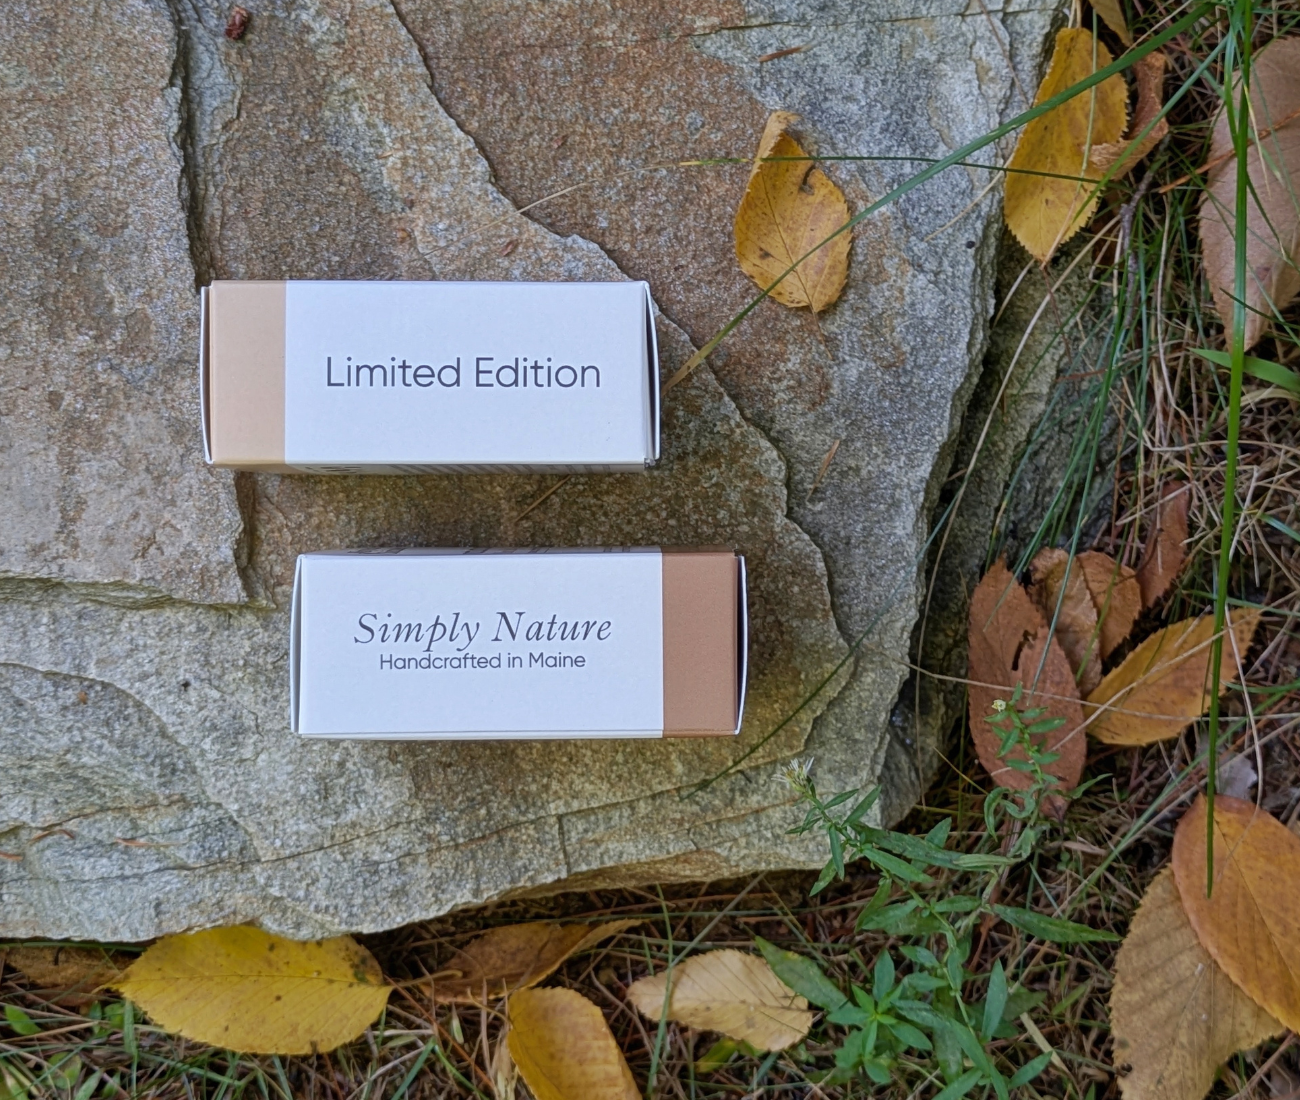 Limited Edition
Simply Nature
Handcrafted in Maine